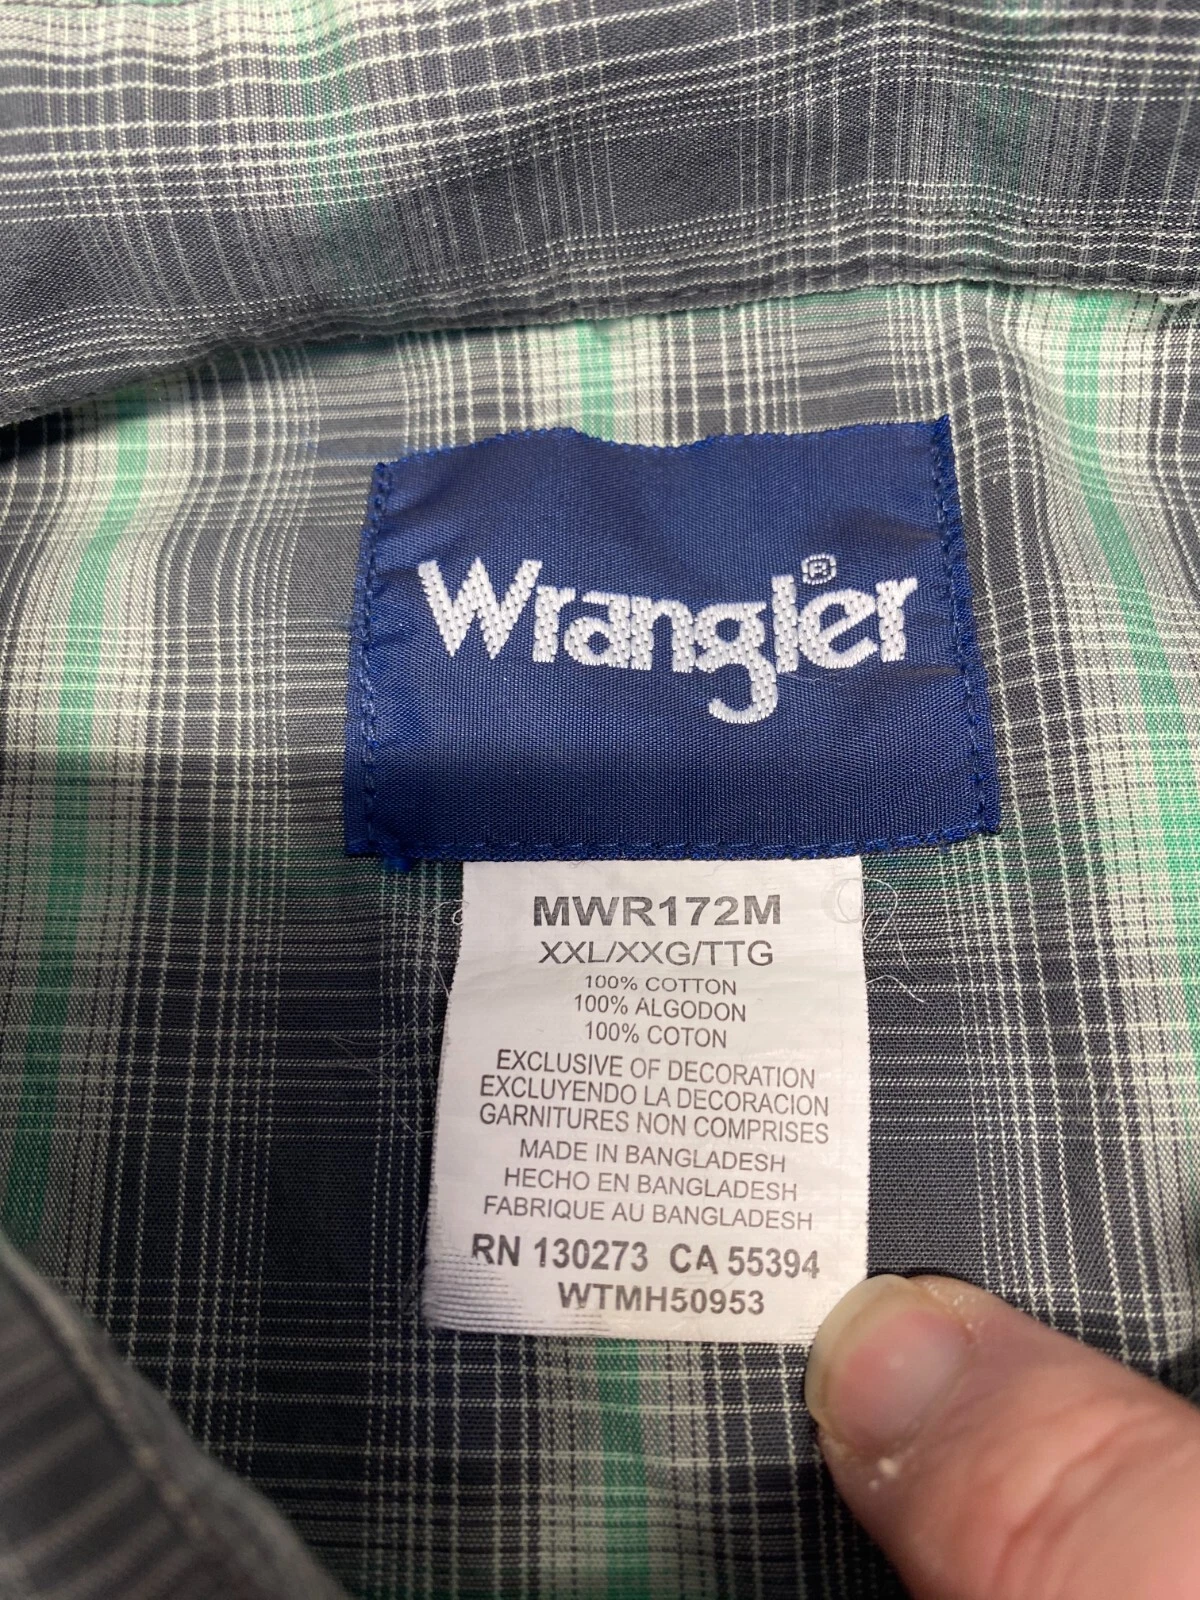 Wrangler®
MWR172M
XXL/XXG/TTG
100% COTTON
100% ALGODON
100% COTON
EXCLUSIVE OF DECORATION
EXCLUYENDO LA DECORACION
GARNITURES NON COMPRISES
MADE IN BANGLADESH
HECHO EN BANGLADESH
FABRIQUE AU BANGLADESH
RN 130273 CA 55394
WTMH50953